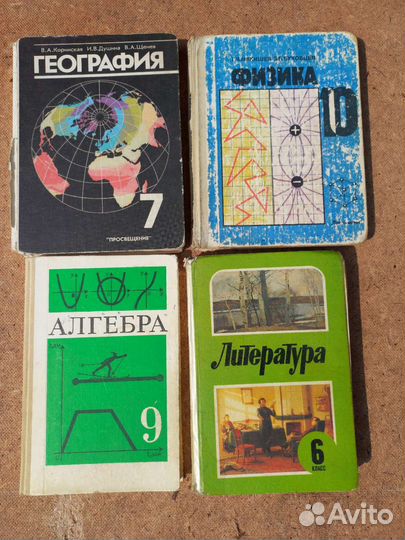 В.А.Коринская И.В.Душина В.А.Щенев
ГЕОГРАФИЯ
7
"ПРОСВЕЩЕНИЕ"
ФИЗИКА
10
АЛГЕБРА
9
Литература
6
КЛАСС
Avito